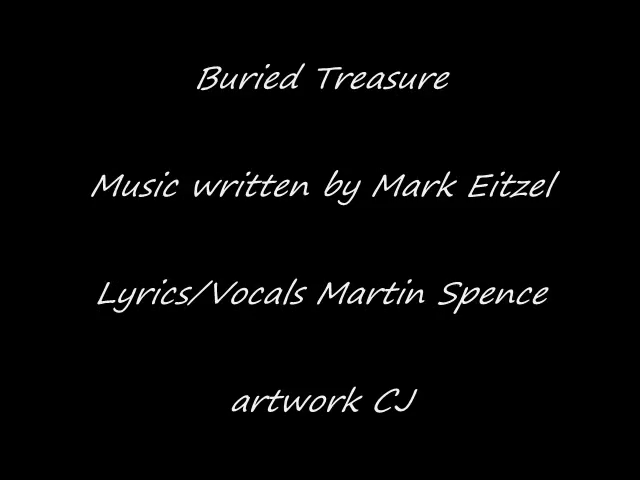 Buried Treasure
Music written by Mark Eitzel
Lyrics/Vocals Martin Spence
artwork CJ